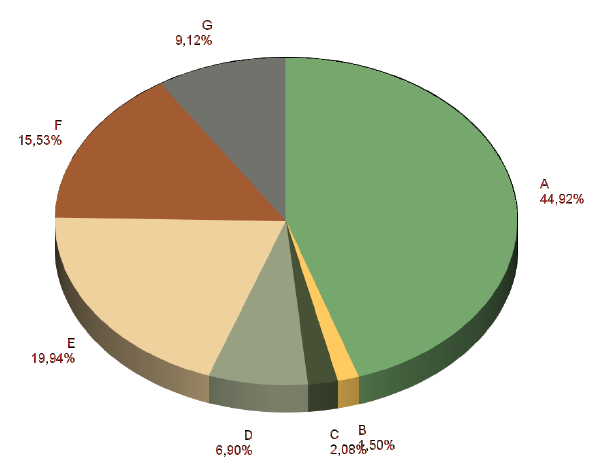 G
9,12%
F
15,53%
A
44,92%
E
19,94%
D
6,90%
C
2,08%
B
1,50%